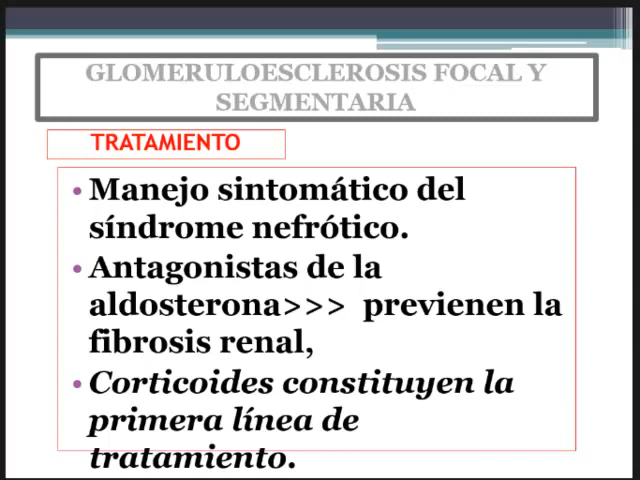 GLOMERULOESCLEROSIS FOCAL Y
SEGMENTARIA
TRATAMIENTO
• Manejo sintomático del
síndrome nefrótico.
• Antagonistas de la
aldosterona>>> previenen la
fibrosis renal,
• Corticoides constituyen la
primera línea de
tratamiento.